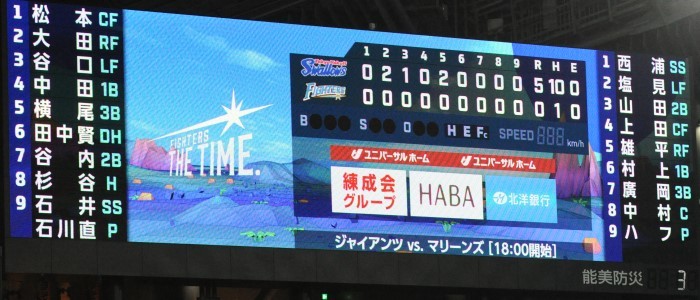 1 松本 CF
2 大田 RF
3 谷口 LF
4 中田 1B
5 横尾 3B
6 田中賢 DH
7 谷内 2B
8 杉谷 H
9 石井 SS
石川直 P
FIGHTERS
THE TIME.
1 2 3 4 5 6 7 8 9 R H E
Swallows 0 2 1 0 2 0 0 0 0 5 10 0
FIGHTERS 0 0 0 0 0 0 0 0 0 0 1 0
B S O H E Fc SPEED km/h
ユニバーサル ホーム ユニバーサル ホーム
練成会
グループ
HABA
北洋銀行
ジャイアンツ vs. マリーンズ [18:00開始]
1 西浦 SS
2 塩見 LF
3 山田 2B
4 上田 CF
5 雄平 RF
6 村上 1B
7 廣岡 3B
8 中村 C
9 ハフ P
能美防災
3